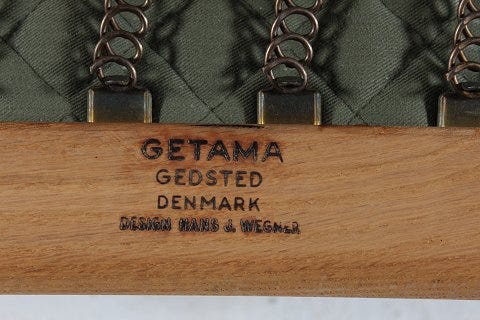 GETAMA
GEDSTED
DENMARK
DESIGN HANS J. WEGNER